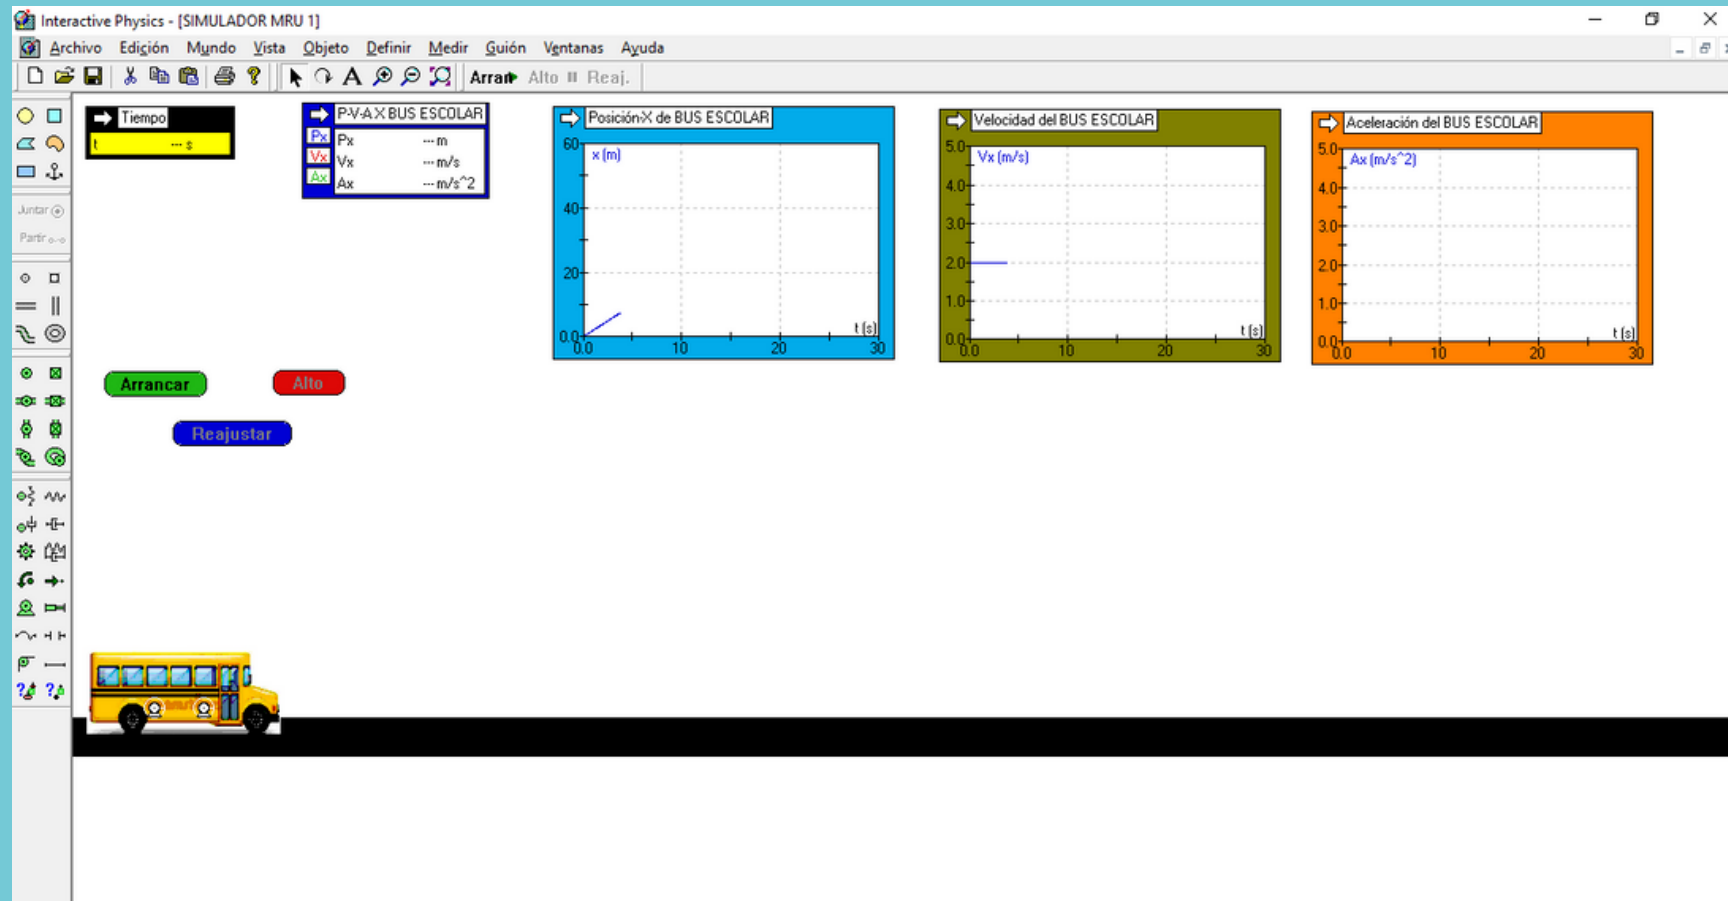 Interactive Physics - [SIMULADOR MRU 1]
Archivo Edición Mundo Vista Objeto Definir Medir Guión Ventanas Ayuda
Arran Alto Reaj.
Juntar
Partir
Tiempo
t --- s
P-V-A X BUS ESCOLAR
Px Px --- m
Vx Vx --- m/s
Ax Ax --- m/s^2
Posición-X de BUS ESCOLAR
x (m)
60
40
20
0.0
t (s)
0.0 10 20 30
Velocidad del BUS ESCOLAR
Vx (m/s)
5.0
4.0
3.0
2.0
1.0
0.0
t (s)
0.0 10 20 30
Aceleración del BUS ESCOLAR
Ax (m/s^2)
5.0
4.0
3.0
2.0
1.0
0.0
t (s)
0.0 10 20 30
Arrancar Alto
Reajustar